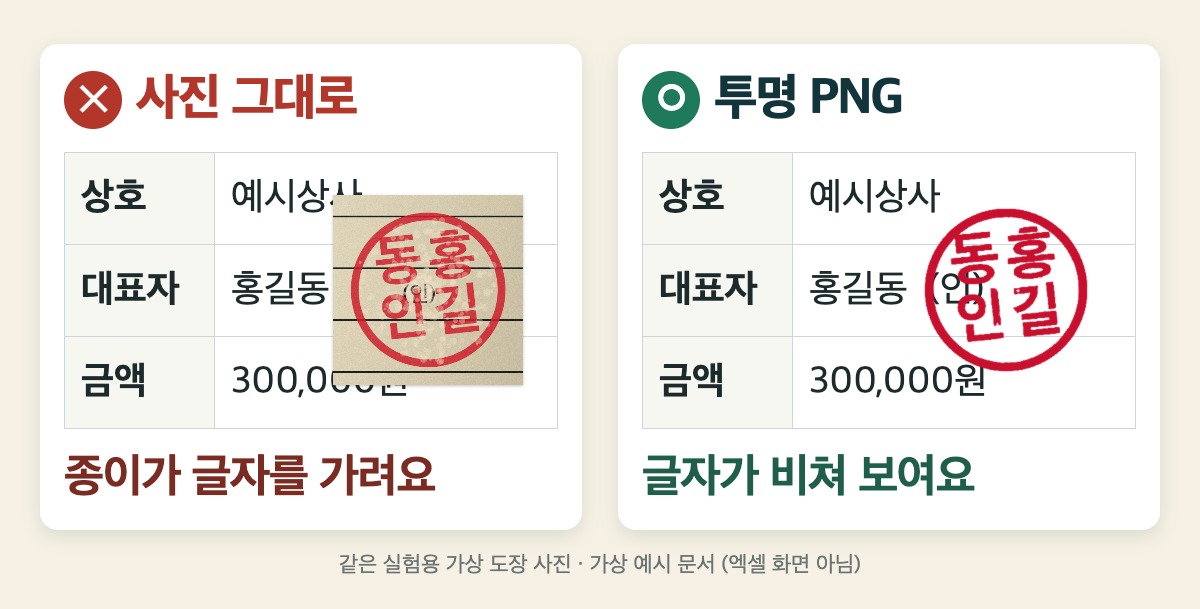 사진 그대로
상호 예시상사
대표자 홍길동 (인)
동홍
인길
금액 300,000원
종이가 글자를 가려요
투명 PNG
상호 예시상사
대표자 홍길동 (인)
동홍
인길
금액 300,000원
글자가 비쳐 보여요
같은 실험용 가상 도장 사진 · 가상 예시 문서 (엑셀 화면 아님)